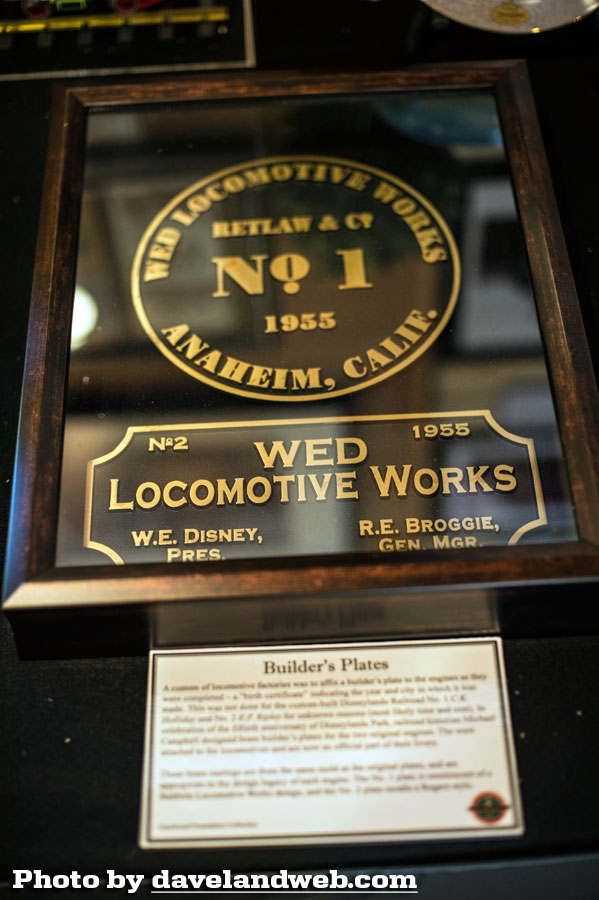 WED LOCOMOTIVE WORKS
RETLAW & Co.
No. 1
1955
ANAHEIM, CALIF.
No2 1955
WED
LOCOMOTIVE WORKS
W.E. DISNEY, R.E. BROGGIE,
PRES. GEN. MGR.
Builder's Plates
A custom of locomotive factories was to affix a builder's plate to the engines as they
were completed – a "birth certificate" indicating the year and city in which it was
made. This was not done for the custom-built Disneyland Railroad No. 1 C.K.
Holliday and No. 2 E.P. Ripley for unknown reasons (most likely, time and cost). In
celebration of the fiftieth anniversary of Disneyland Park, railroad historian Michael
Campbell designed brass builder's plates for the two original engines. The were
attached to the locomotives and are now an official part of their livery.
These brass castings are from the same mold as the original plates, and are
appropriate to the design legacy of each engine. The No. 1 plate is reminiscent of a
Baldwin Locomotive Works design, and the No. 2 plate recalls a Rogers style.
Photo by davelandweb.com